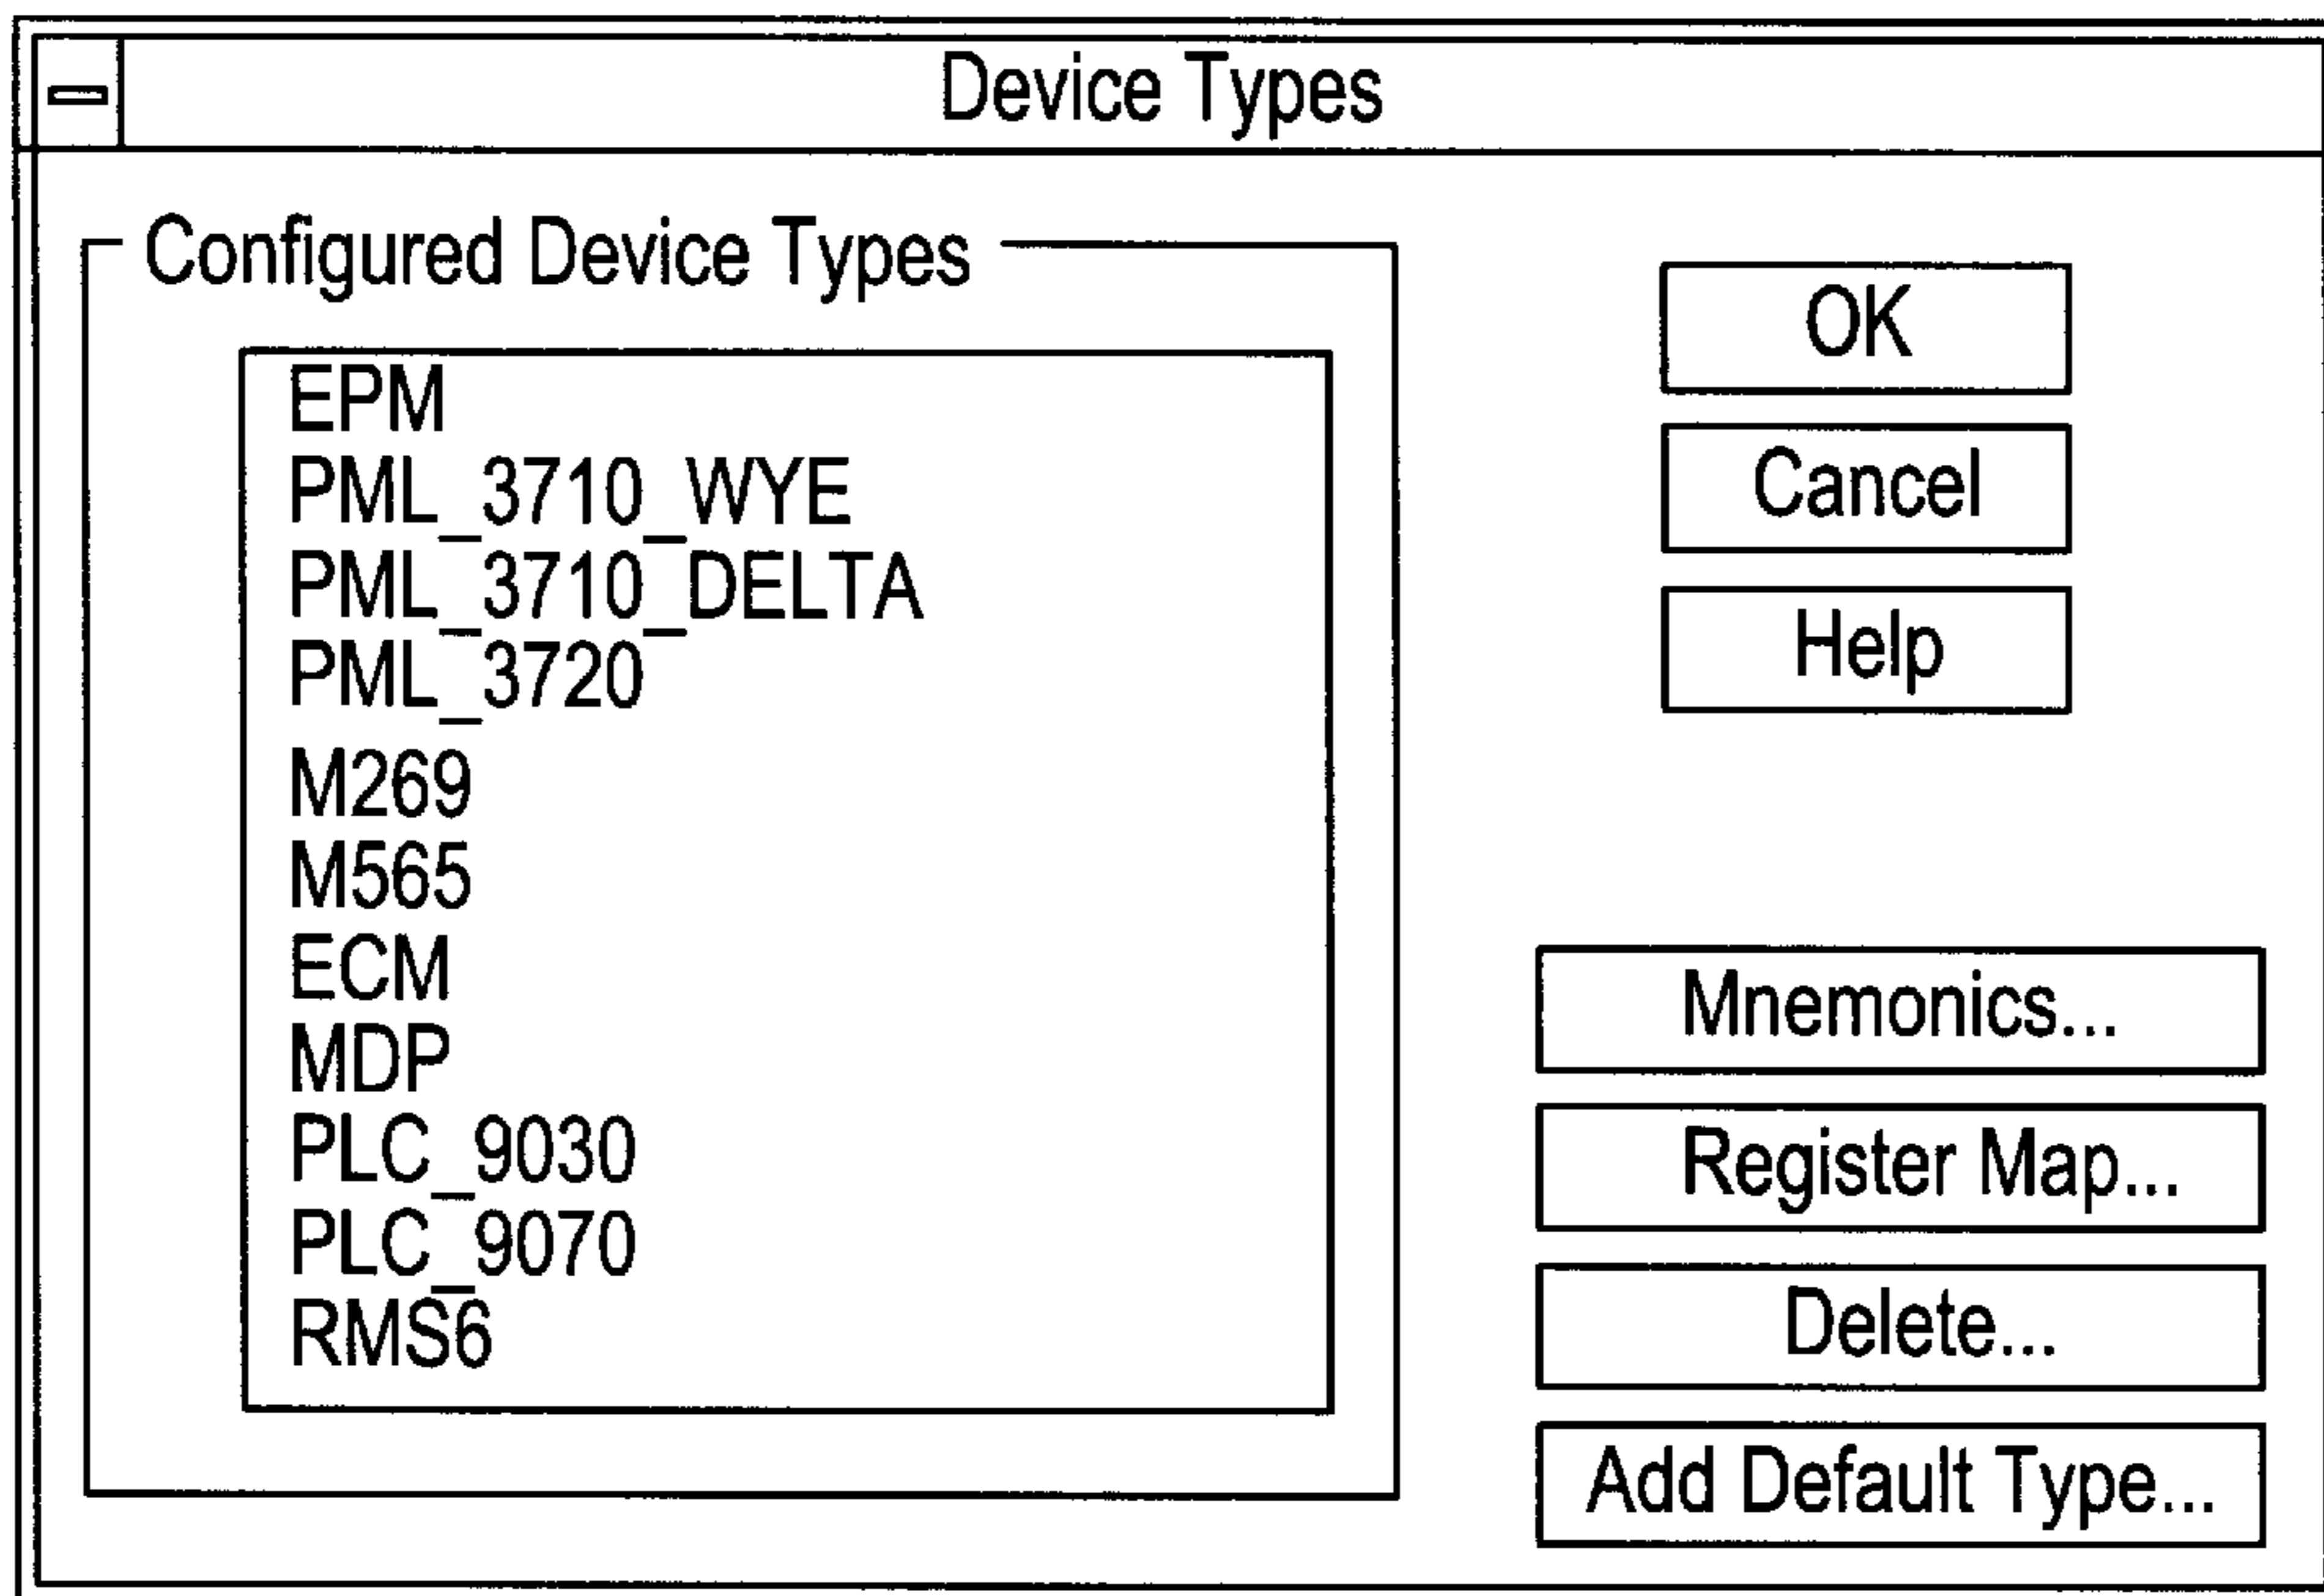 Device Types
Configured Device Types
EPM
PML_3710_WYE
PML_3710_DELTA
PML_3720
M269
M565
ECM
MDP
PLC_9030
PLC_9070
RMS6
OK
Cancel
Help
Mnemonics...
Register Map...
Delete...
Add Default Type...